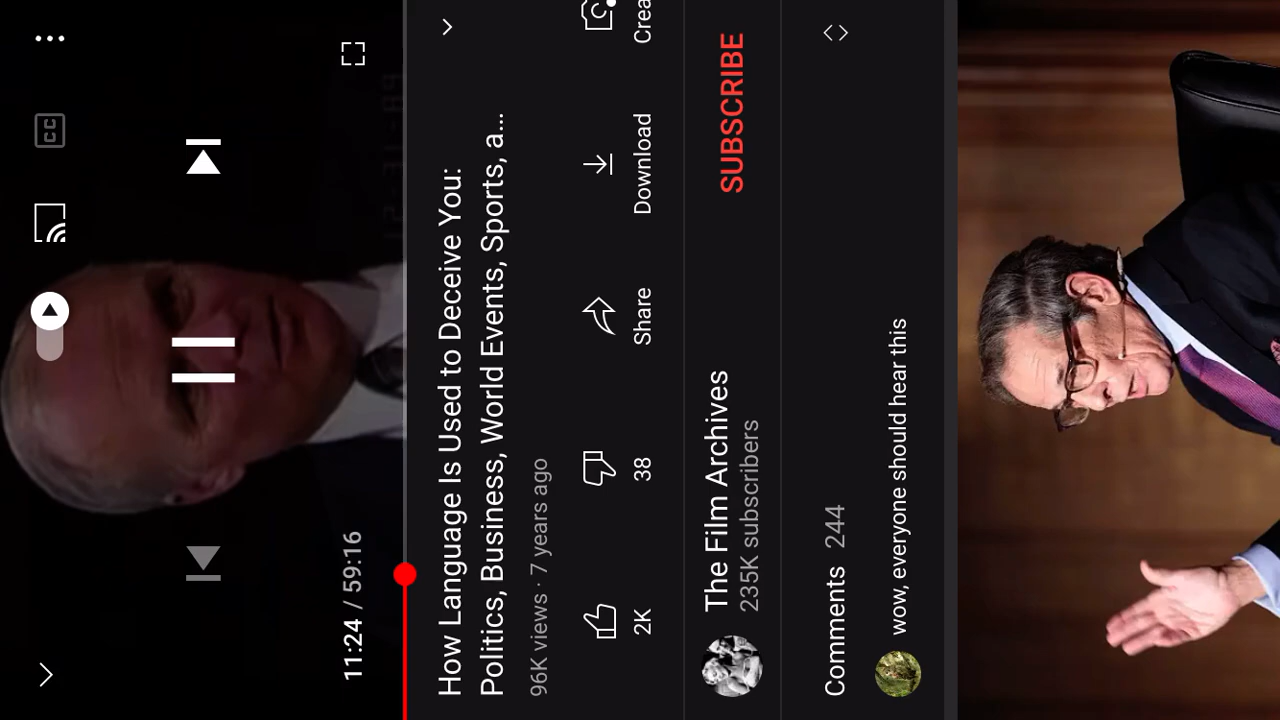 CC
11:24 / 59:16
How Language Is Used to Deceive You:
Politics, Business, World Events, Sports, a...
96K views · 7 years ago
2K
38
Share
Download
Crea
The Film Archives
235K subscribers
SUBSCRIBE
Comments 244
wow, everyone should hear this